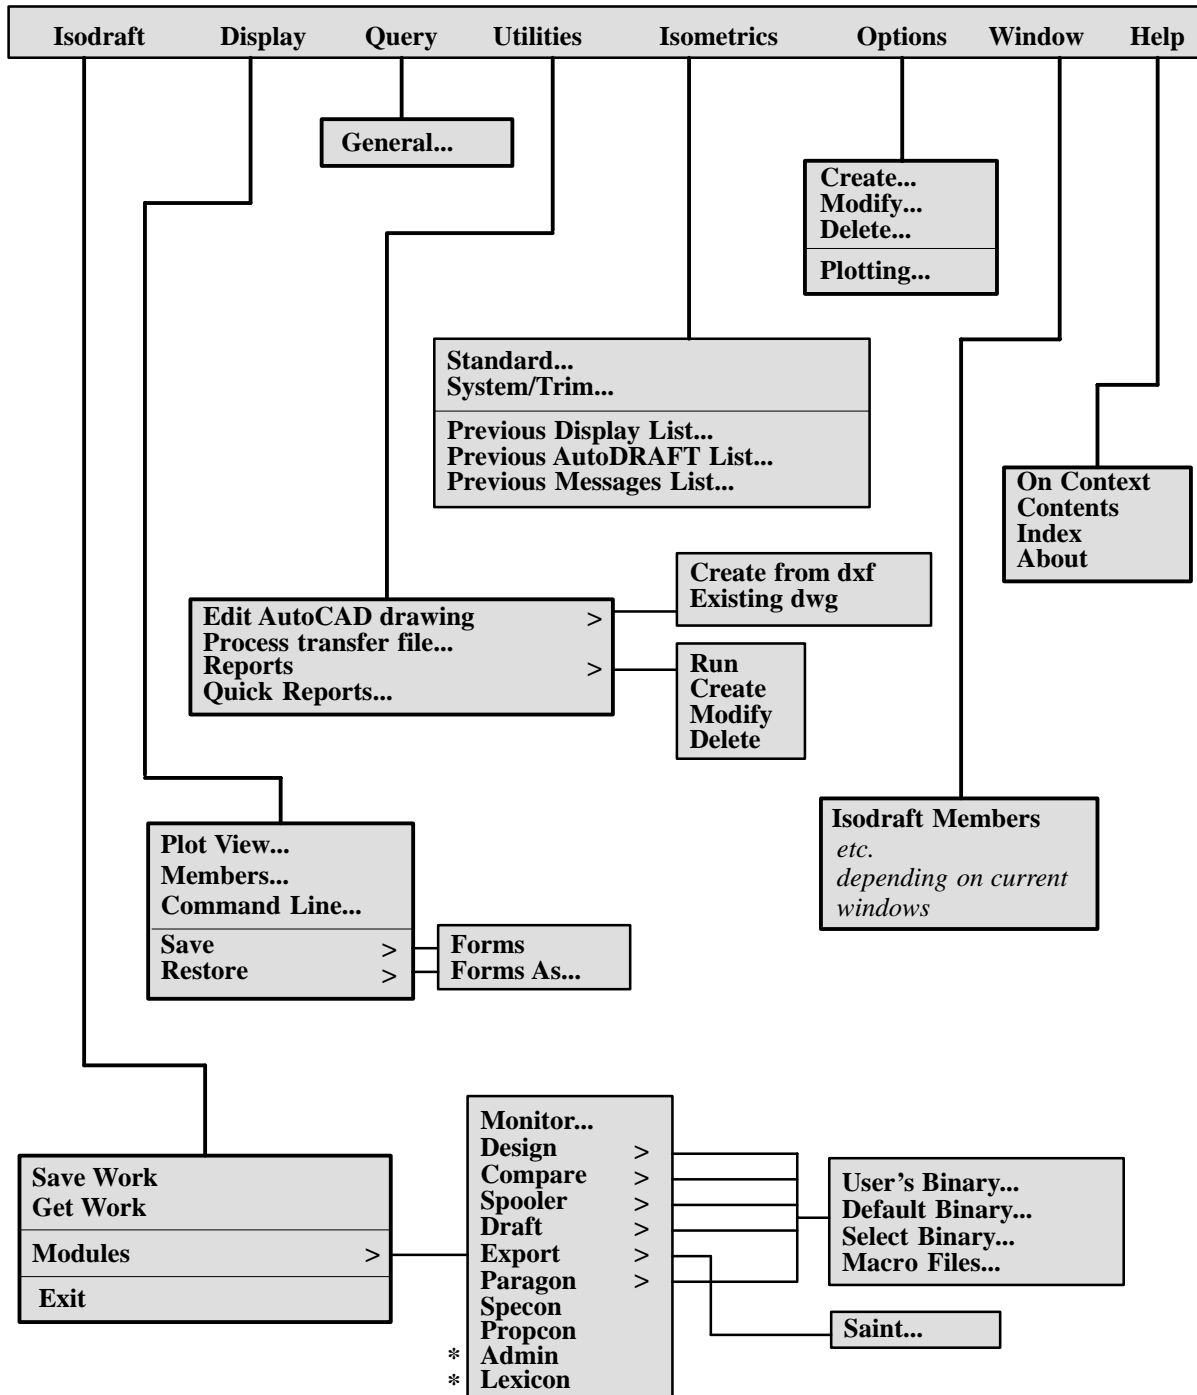 Isodraft Display Query Utilities Isometrics Options Window Help
General...
Create...
Modify...
Delete...
Plotting...
Standard...
System/Trim...
Previous Display List...
Previous AutoDRAFT List...
Previous Messages List...
On Context
Contents
Index
About
Edit AutoCAD drawing >
Process transfer file...
Reports >
Quick Reports...
Create from dxf
Existing dwg
Run
Create
Modify
Delete
Isodraft Members
etc.
depending on current
windows
Plot View...
Members...
Command Line...
Save >
Restore >
Forms
Forms As...
Save Work
Get Work
Modules >
Exit
Monitor...
Design >
Compare >
Spooler >
Draft >
Export >
Paragon >
Specon
Propcon
* Admin
* Lexicon
User’s Binary...
Default Binary...
Select Binary...
Macro Files...
Saint...